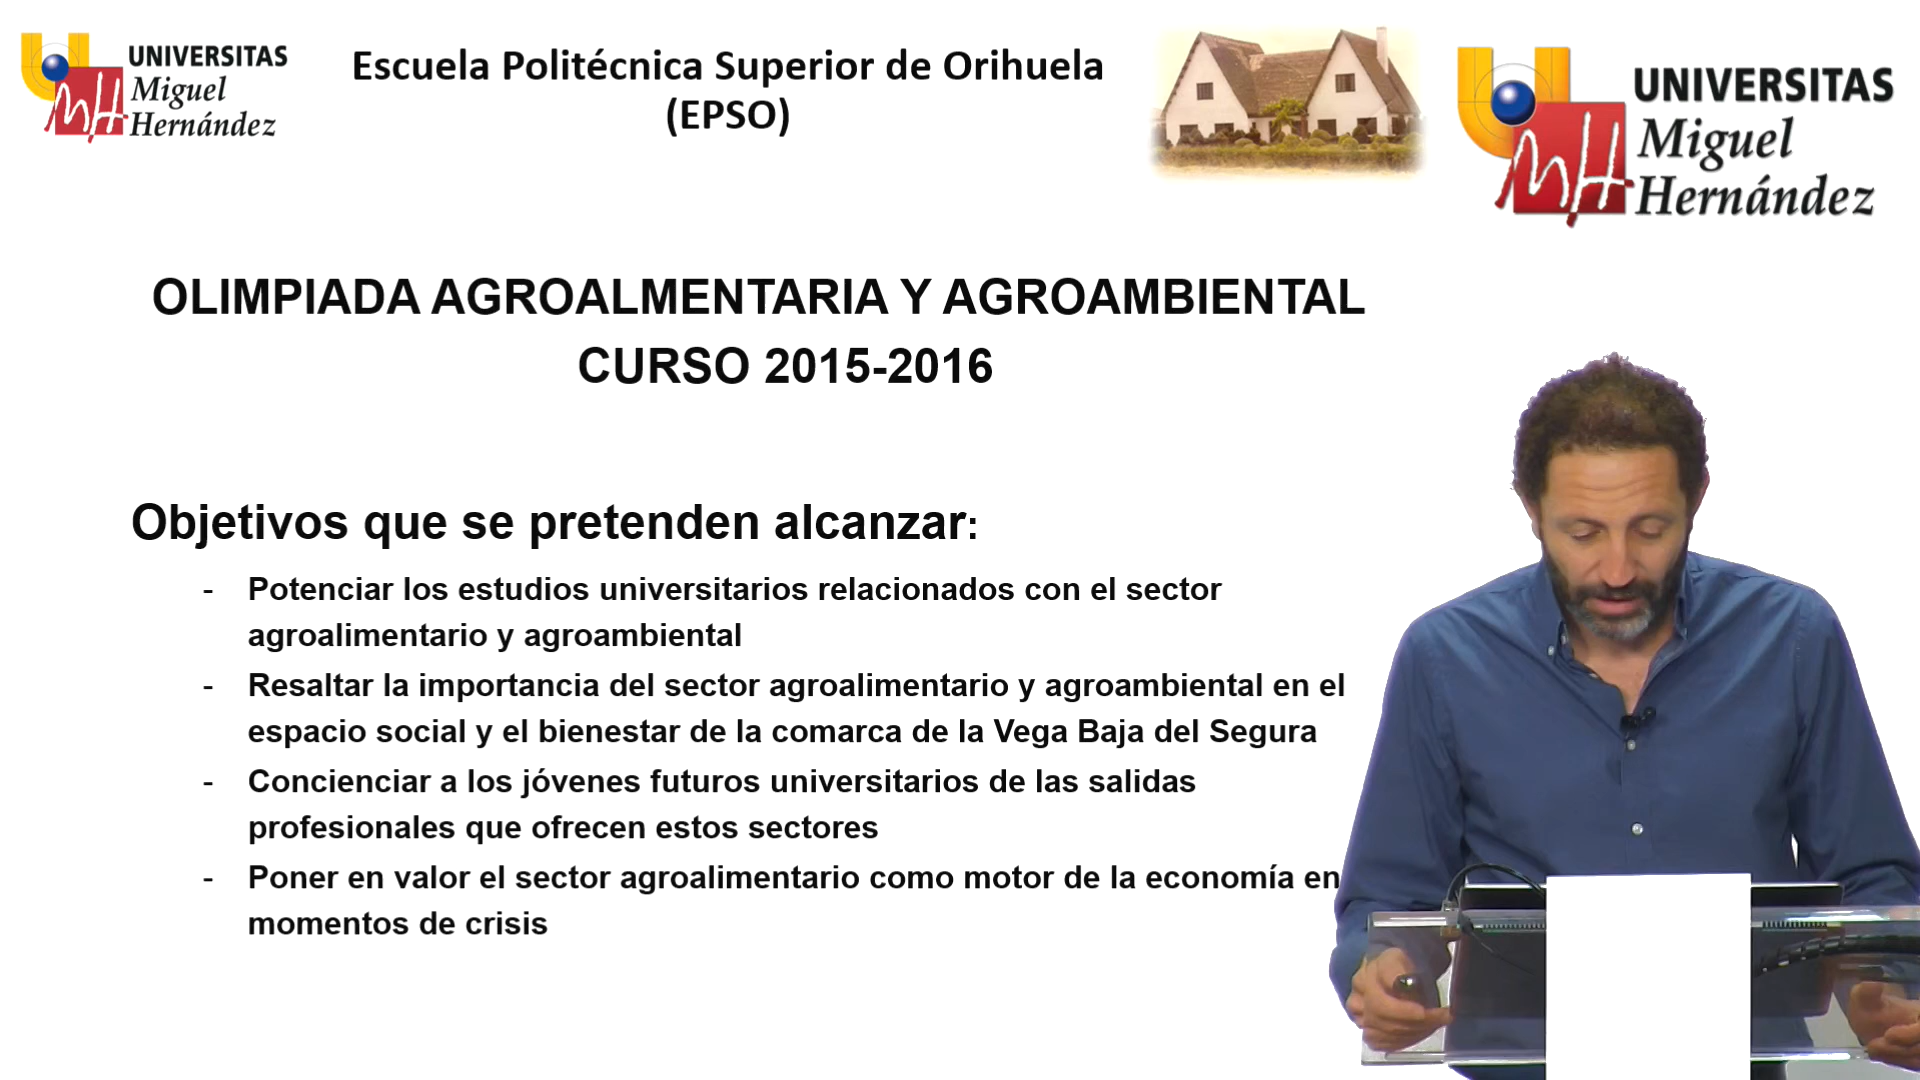 UNIVERSITAS
Miguel
Hernández
Escuela Politécnica Superior de Orihuela
(EPSO)
UNIVERSITAS
Miguel
Hernández
OLIMPIADA AGROALMENTARIA Y AGROAMBIENTAL
CURSO 2015-2016
Objetivos que se pretenden alcanzar:
- Potenciar los estudios universitarios relacionados con el sector
agroalimentario y agroambiental
- Resaltar la importancia del sector agroalimentario y agroambiental en el
espacio social y el bienestar de la comarca de la Vega Baja del Segura
- Concienciar a los jóvenes futuros universitarios de las salidas
profesionales que ofrecen estos sectores
- Poner en valor el sector agroalimentario como motor de la economía en
momentos de crisis